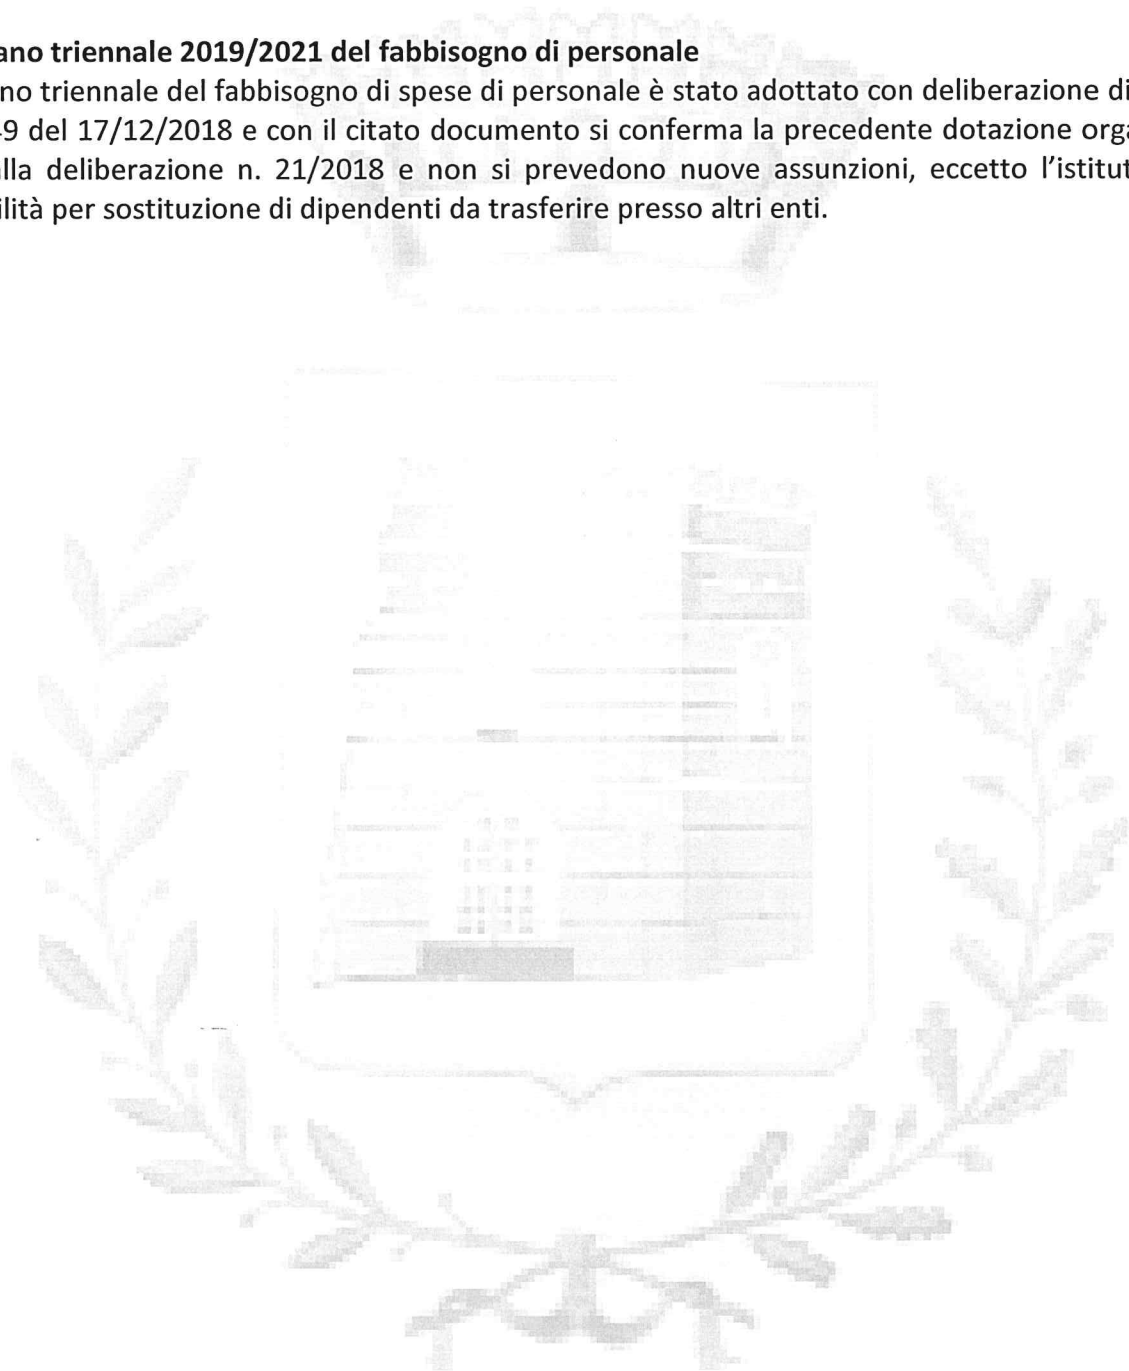 ano triennale 2019/2021 del fabbisogno di personale
no triennale del fabbisogno di spese di personale è stato adottato con deliberazione di
49 del 17/12/2018 e con il citato documento si conferma la precedente dotazione orga
lla deliberazione n. 21/2018 e non si prevedono nuove assunzioni, eccetto l’istitut
ilità per sostituzione di dipendenti da trasferire presso altri enti.